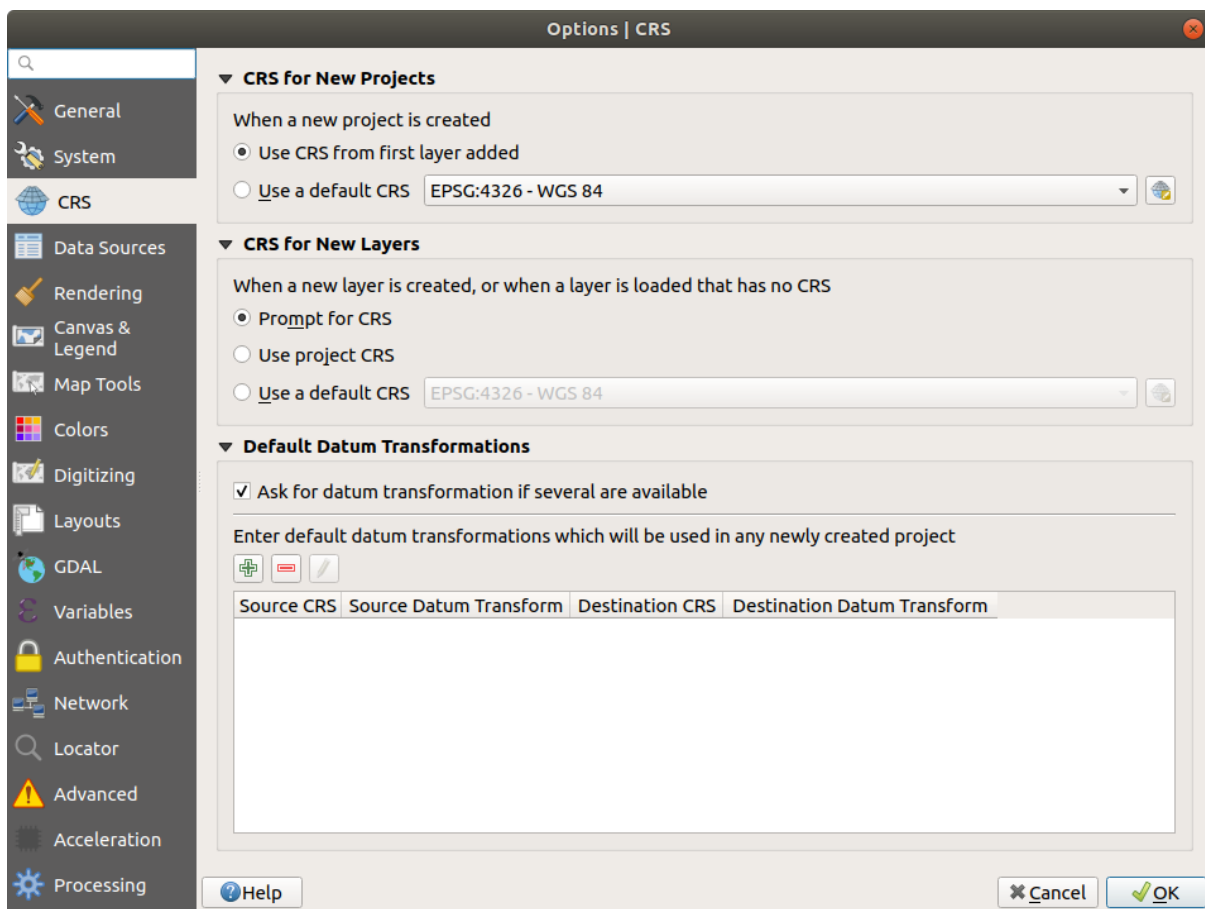 Options | CRS
General
System
CRS
Data Sources
Rendering
Canvas &
Legend
Map Tools
Colors
Digitizing
Layouts
GDAL
Variables
Authentication
Network
Locator
Advanced
Acceleration
Processing
CRS for New Projects
When a new project is created
Use CRS from first layer added
Use a default CRS EPSG:4326 - WGS 84
CRS for New Layers
When a new layer is created, or when a layer is loaded that has no CRS
Prompt for CRS
Use project CRS
Use a default CRS EPSG:4326 - WGS 84
Default Datum Transformations
Ask for datum transformation if several are available
Enter default datum transformations which will be used in any newly created project
Source CRS Source Datum Transform Destination CRS Destination Datum Transform
Help Cancel OK